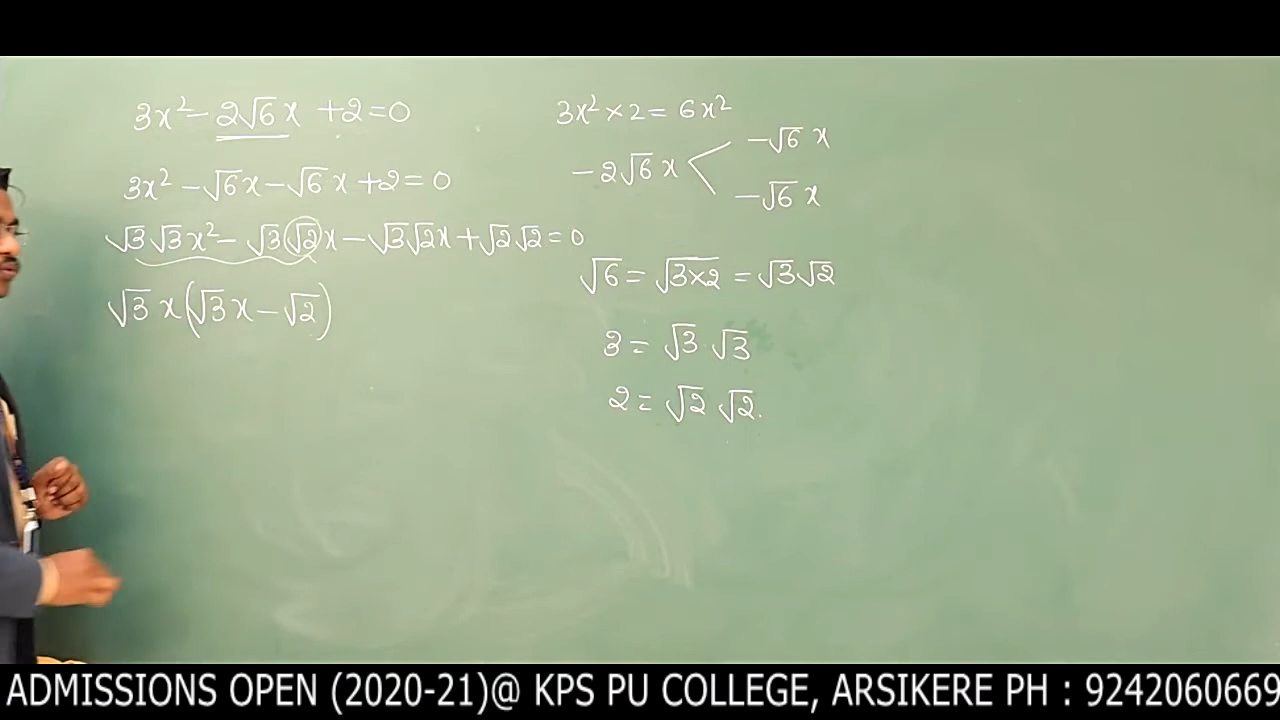 3x² - 2√6 x + 2 = 0
3x² - √6x - √6 x + 2 = 0
√3 √3 x² - √3 √2 x - √3 √2 x + √2 √2 = 0
√3 x (√3 x - √2)
3x² × 2 = 6x²
- 2√6 x < - √6 x
- √6 x
√6 = √3×2 = √3 √2
3 = √3 √3
2 = √2 √2.
ADMISSIONS OPEN (2020-21)@ KPS PU COLLEGE, ARSIKERE PH : 9242060669